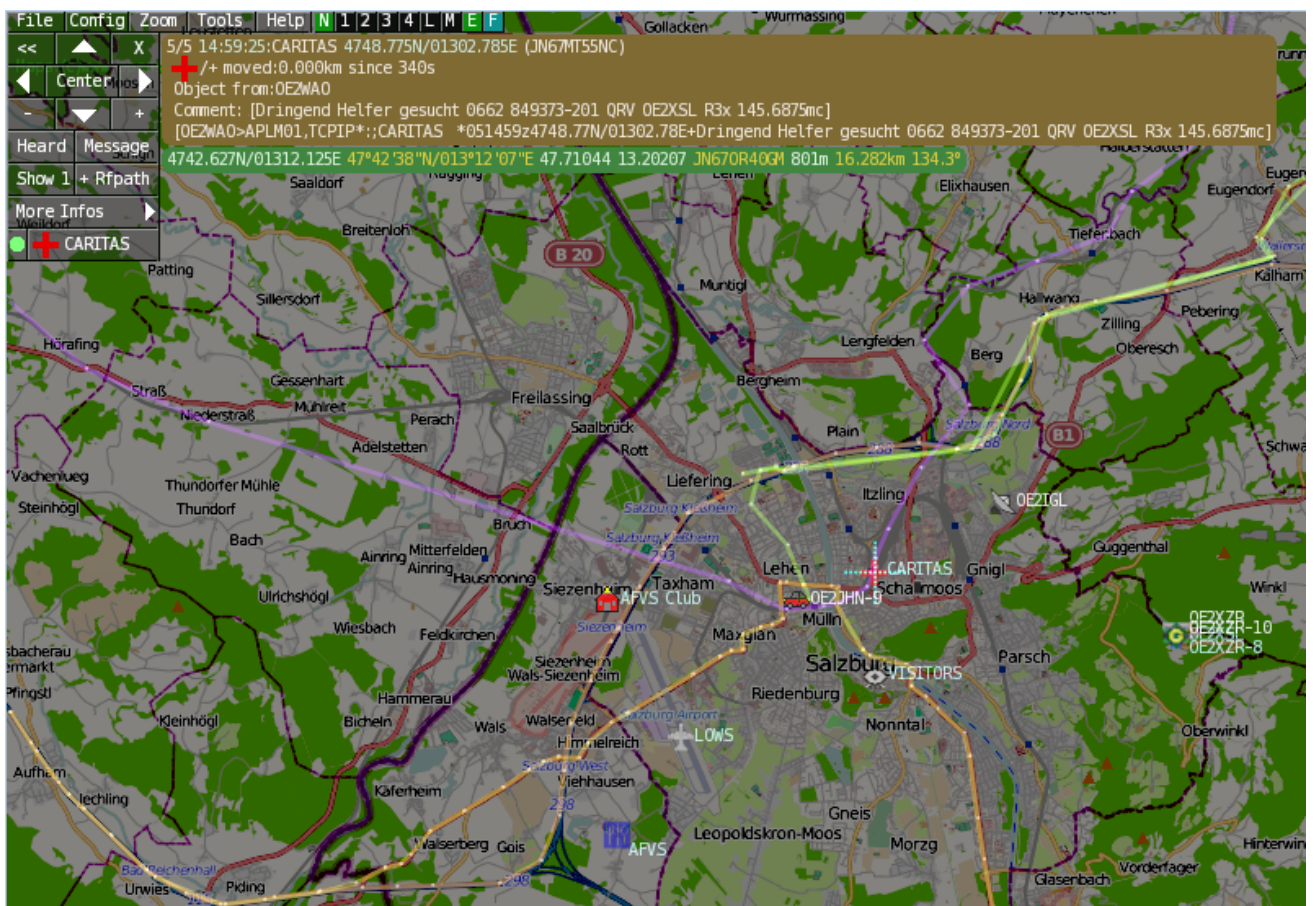 File Config Zoom Tools Help N 1 2 3 4 L M E F
Gollacken
Wurmassing
<< X
5/5 14:59:25:CARITAS 4748.775N/01302.785E (JN67MT55NC)
/+ moved:0.000km since 340s
Center
Object from:OE2WAO
- +
Comment: [Dringend Helfer gesucht 0662 849373-201 QRV OE2XSL R3x 145.6875mc]
[OE2WAO>APLM01,TCPIP*:;CARITAS *051459z4748.77N/01302.78E+Dringend Helfer gesucht 0662 849373-201 QRV OE2XSL R3x 145.6875mc]
Heard Message
4742.627N/01312.125E 47°42'38"N/013°12'07"E 47.71044 13.20207 JN67OR40GM 801m 16.282km 134.3°
Show 1 + Rfpath
Saaldorf
Elixhausen
Eugendorf
More Infos
Breitenloh
Tiefenbach
CARITAS
B 20
Patting
Muntigl
Kalham
Sillersdorf
Hallwang
Pebering
Zilling
Hörafing
Lengfelden
Berg
Oberesch
Gessenhart
Bergheim
Straß
Freilassing
Mühlreit
Niederstraß
Perach
Saalbrück
Salzburg Nord
B1
Plain
288
Adelstetten
Rott
Vachenlueg
Liefering
Thundorfer Mühle
Itzling
OE2IGL
Steinhögl
Thundorf
Salzburg Kleßheim
Bruch
Bach
Salzburg Kleßheim
Mitterfelden
Guggenthal
Ainring
293
Ainring
Lehen
CARITAS
Gnigl
Hausmoning
Taxham
Siezenheim
Schallmoos
Winkl
Ulrichshögl
AFVS Club
OE2JHN-9
Mülln
OE2XZR
Wiesbach
Siezenheim
OE2XZR-10
Feldkirchen
Maxglan
OE2XZR-8
Siezenheim
Salzburg
Parsch
Wals-Siezenheim
VISITORS
Pfingstl
Riedenburg
Hammerau
Kleinhögl
Bicheln
Wals
Walserfeld
Salzburg Airport
Nonntal
Oberwinkl
LOWS
Himmelreich
Salzburg West
Aufham
Viehhausen
Jechling
Käferheim
298
Gneis
Walserberg
Gois
AFVS
Leopoldskron-Moos
Morzg
Hinterwin
Bad Reichenhall
Vorderfager
Urwies
Piding
298
Glasenbach